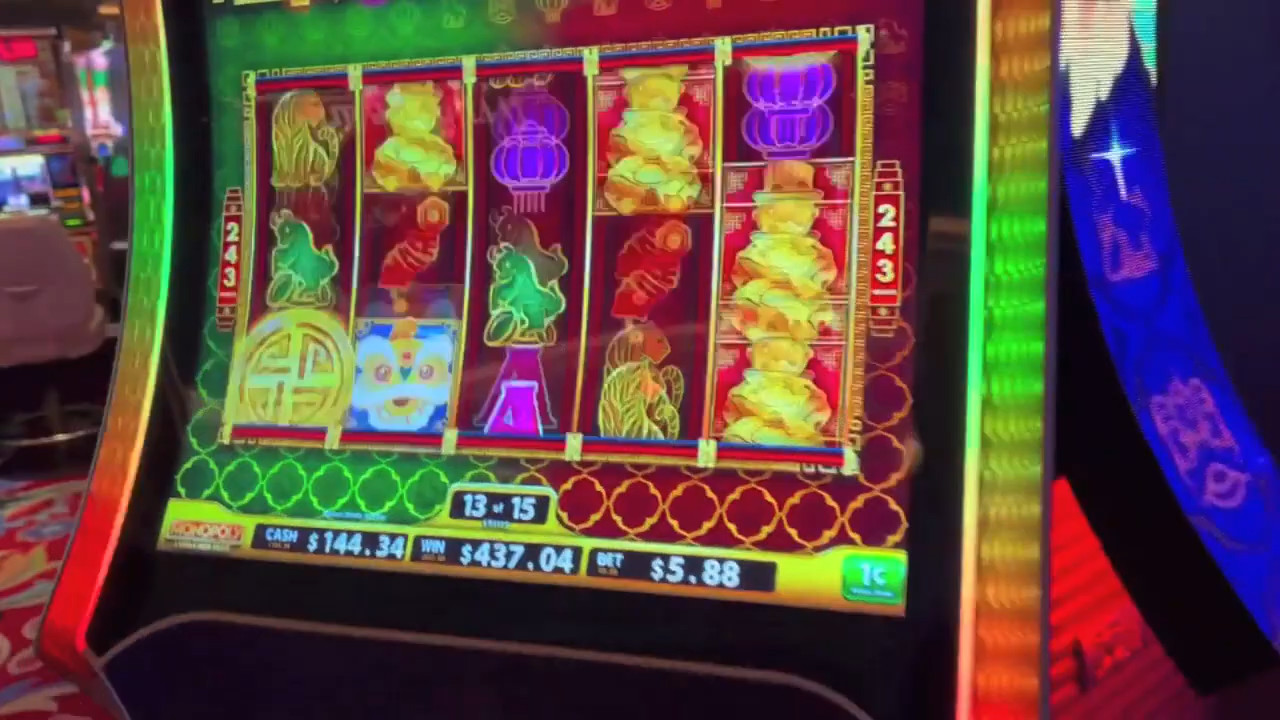 243
243
A
13 of 15
MONOPOLY
CASH $144.34
WIN $437.04
BET $5.88
1¢